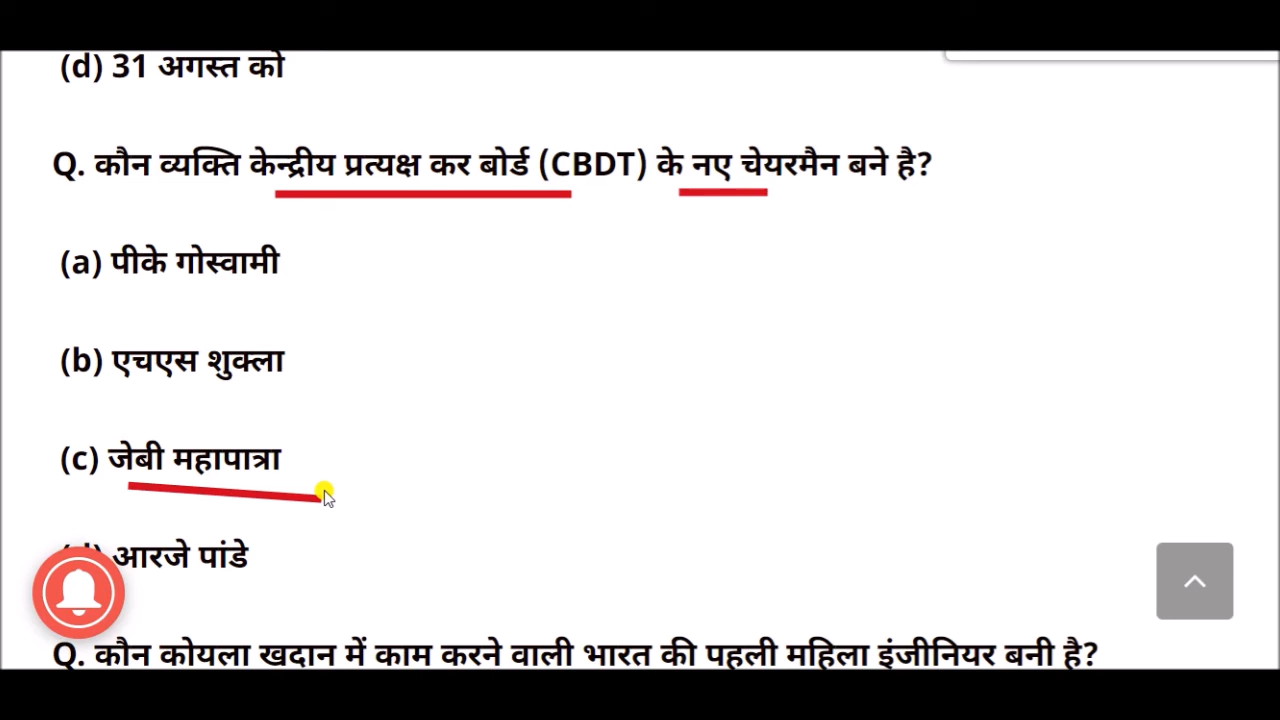 (d) 31 अगस्त को
Q. कौन व्यक्ति केन्द्रीय प्रत्यक्ष कर बोर्ड (CBDT) के नए चेयरमैन बने है?
(a) पीके गोस्वामी
(b) एचएस शुक्ला
(c) जेबी महापात्रा
(d) आरजे पांडे
Q. कौन कोयला खदान में काम करने वाली भारत की पहली महिला इंजीनियर बनी है?